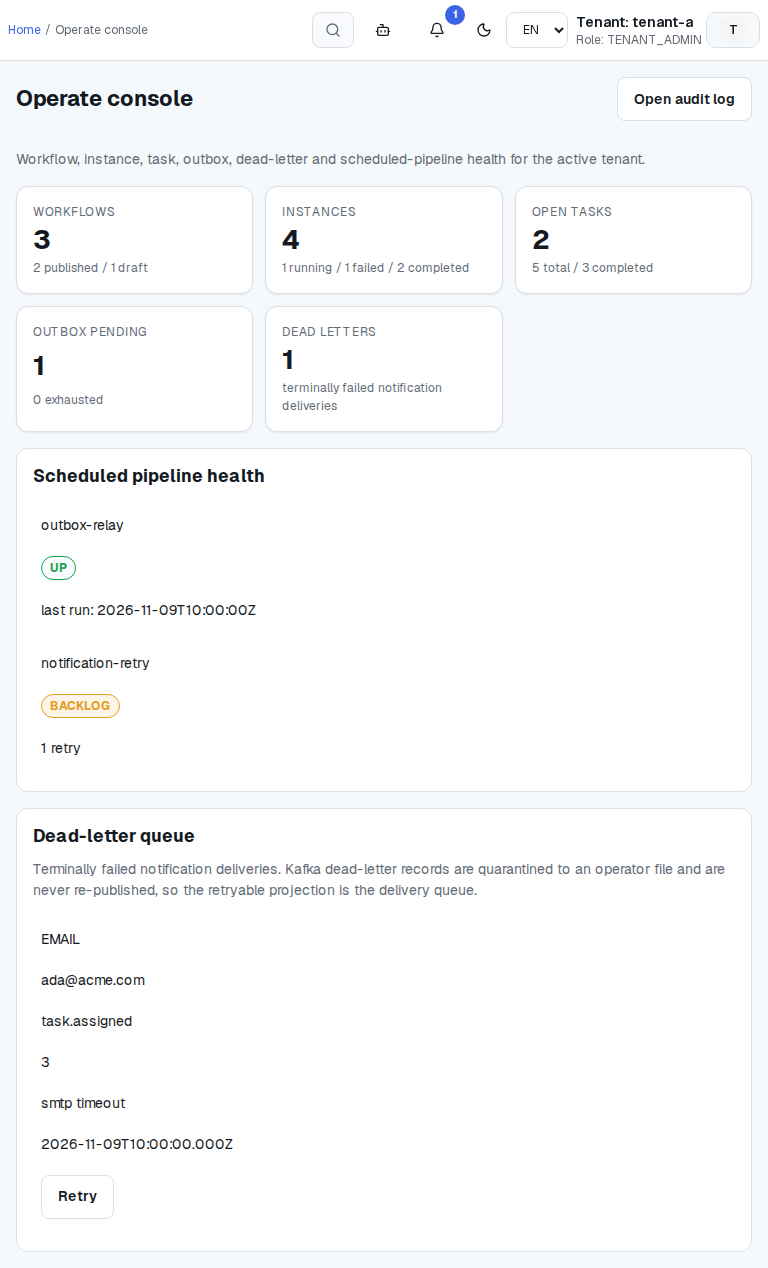 Home / Operate console
1
EN
Tenant: tenant-a
Role: TENANT_ADMIN
T
Operate console
Open audit log
Workflow, instance, task, outbox, dead-letter and scheduled-pipeline health for the active tenant.
WORKFLOWS
3
2 published / 1 draft
INSTANCES
4
1 running / 1 failed / 2 completed
OPEN TASKS
2
5 total / 3 completed
OUTBOX PENDING
1
0 exhausted
DEAD LETTERS
1
terminally failed notification
deliveries
Scheduled pipeline health
outbox-relay
UP
last run: 2026-11-09T10:00:00Z
notification-retry
BACKLOG
1 retry
Dead-letter queue
Terminally failed notification deliveries. Kafka dead-letter records are quarantined to an operator file and are
never re-published, so the retryable projection is the delivery queue.
EMAIL
ada@acme.com
task.assigned
3
smtp timeout
2026-11-09T10:00:00.000Z
Retry